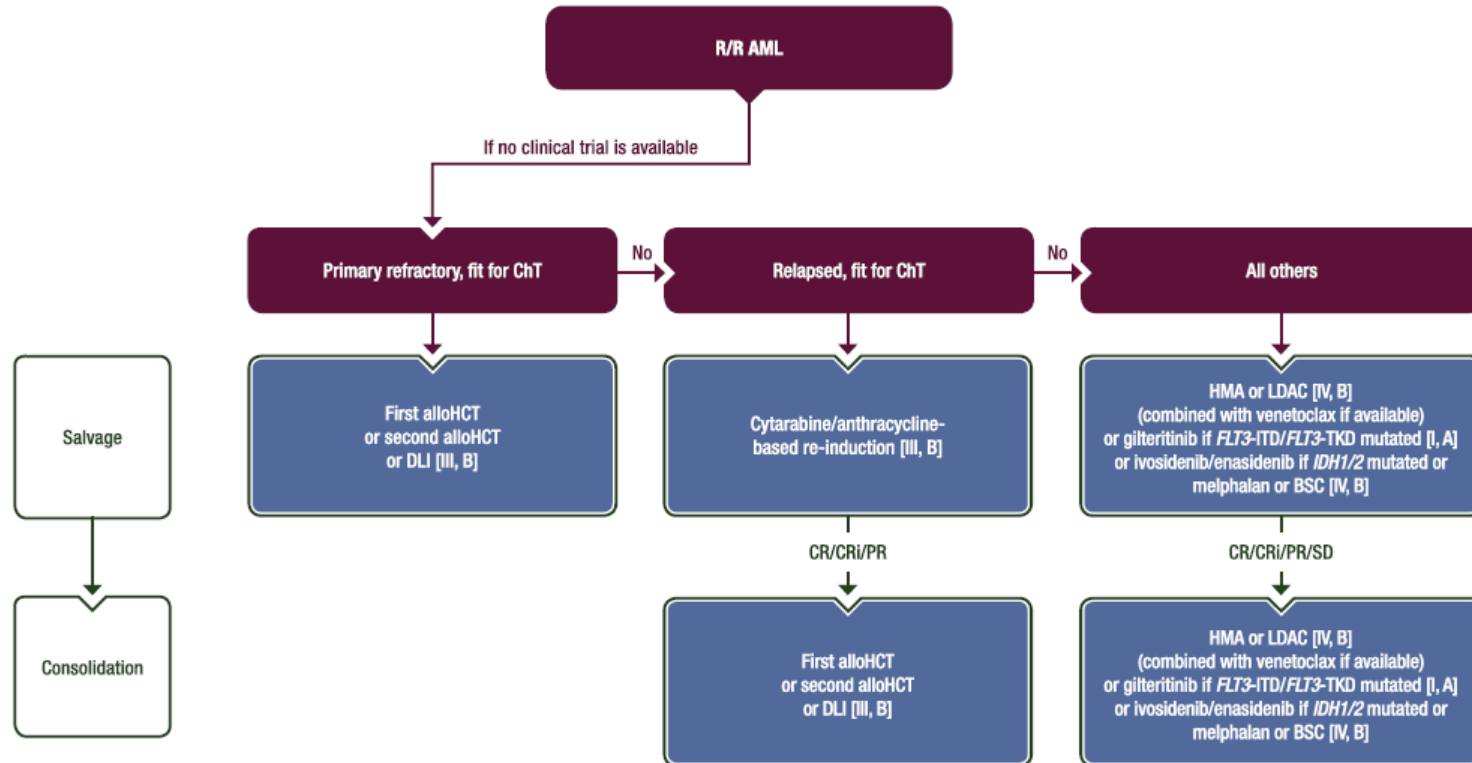 R/R AML
If no clinical trial is available
Primary refractory, fit for ChT
No
Relapsed, fit for ChT
No
All others
Salvage
First alloHCT
or second alloHCT
or DLI [III, B]
Cytarabine/anthracycline-
based re-induction [III, B]
HMA or LDAC [IV, B]
(combined with venetoclax if available)
or gilteritinib if FLT3-ITD/FLT3-TKD mutated [I, A]
or ivosidenib/enasidenib if IDH1/2 mutated or
melphalan or BSC [IV, B]
CR/CRi/PR
CR/CRi/PR/SD
Consolidation
First alloHCT
or second alloHCT
or DLI [III, B]
HMA or LDAC [IV, B]
(combined with venetoclax if available)
or gilteritinib if FLT3-ITD/FLT3-TKD mutated [I, A]
or ivosidenib/enasidenib if IDH1/2 mutated or
melphalan or BSC [IV, B]